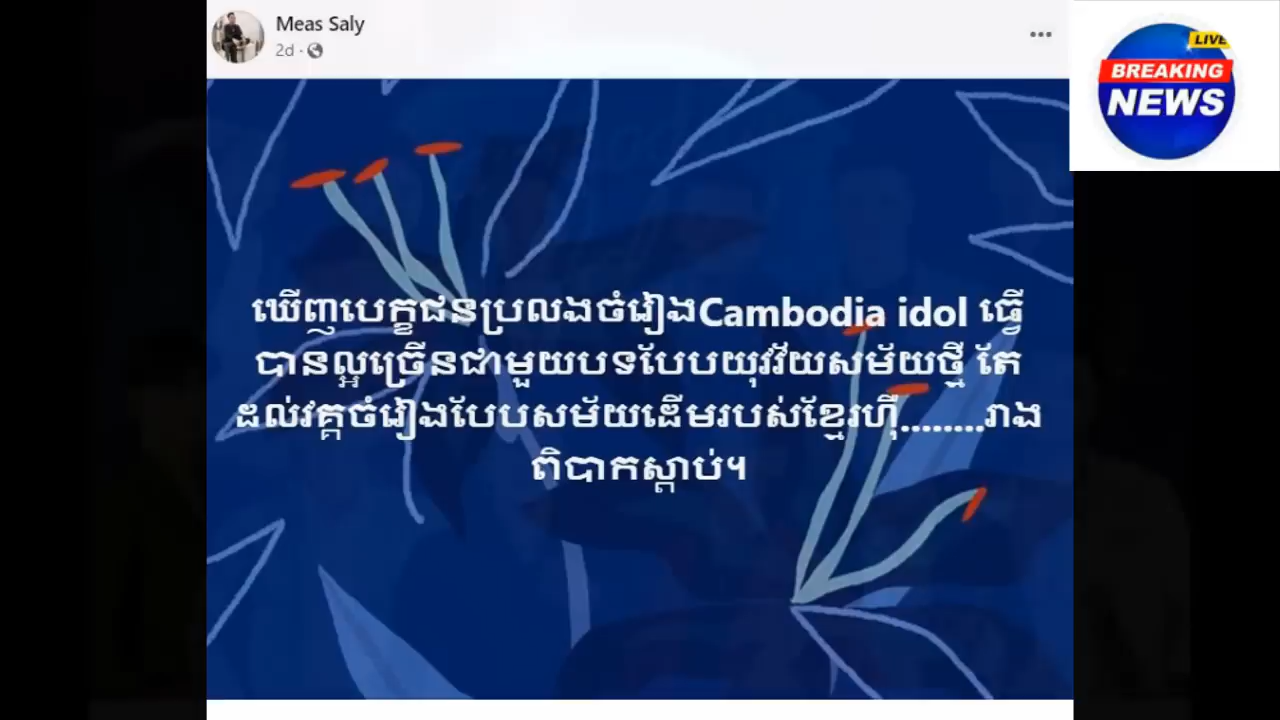 Meas Saly
2d
LIVE
BREAKING
NEWS
ឃើញបេក្ខជនប្រលងចំរៀងCambodia idol ធ្វើ
បានល្អច្រើនជាមួយបទបែបយុវវ័យសម័យថ្មី តែ
ដល់វគ្គចំរៀងបែបសម័យដើមរបស់ខ្មែរហ៊ឺ........រាង
ពិបាកស្តាប់។